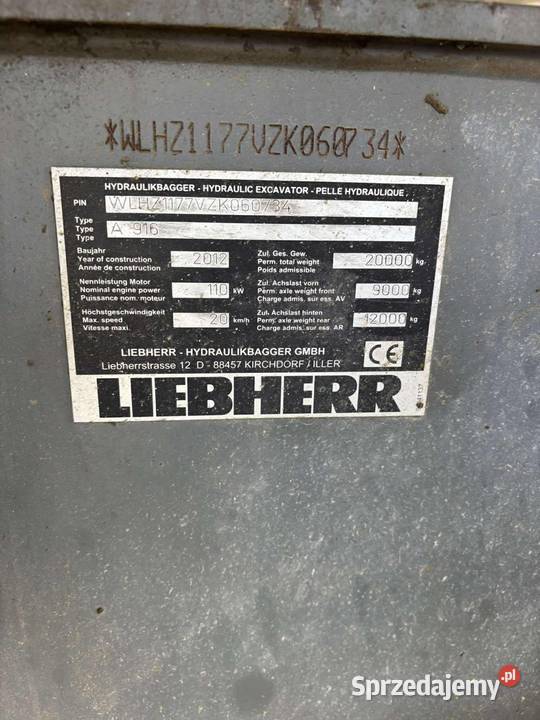 *WLHZ1177VZK060734*
HYDRAULIKBAGGER - HYDRAULIC EXCAVATOR - PELLE HYDRAULIQUE
PIN WLHZ1177VZK060734
Type
Type A 916
Type
Baujahr
Year of construction 2012
Année de construction
Zul. Ges. Gew.
Perm. total weight 20000 kg
Poids admissible
Nennleistung Motor
Nominal engine power 110 kW
Puissance nom. moteur
Zul. Achslast vorn
Perm. axle weight front 9000 kg
Charge admis. sur ess. AV
Höchstgeschwindigkeit
Max. speed 20 km/h
Vitesse maxi.
Zul. Achslast hinten
Perm. axle weight rear 12000 kg
Charge admis. sur ess. AR
LIEBHERR - HYDRAULIKBAGGER GMBH
Liebherrstrasse 12 D - 88457 KIRCHDORF / ILLER
CE
LIEBHERR
Sprzedajemy.pl